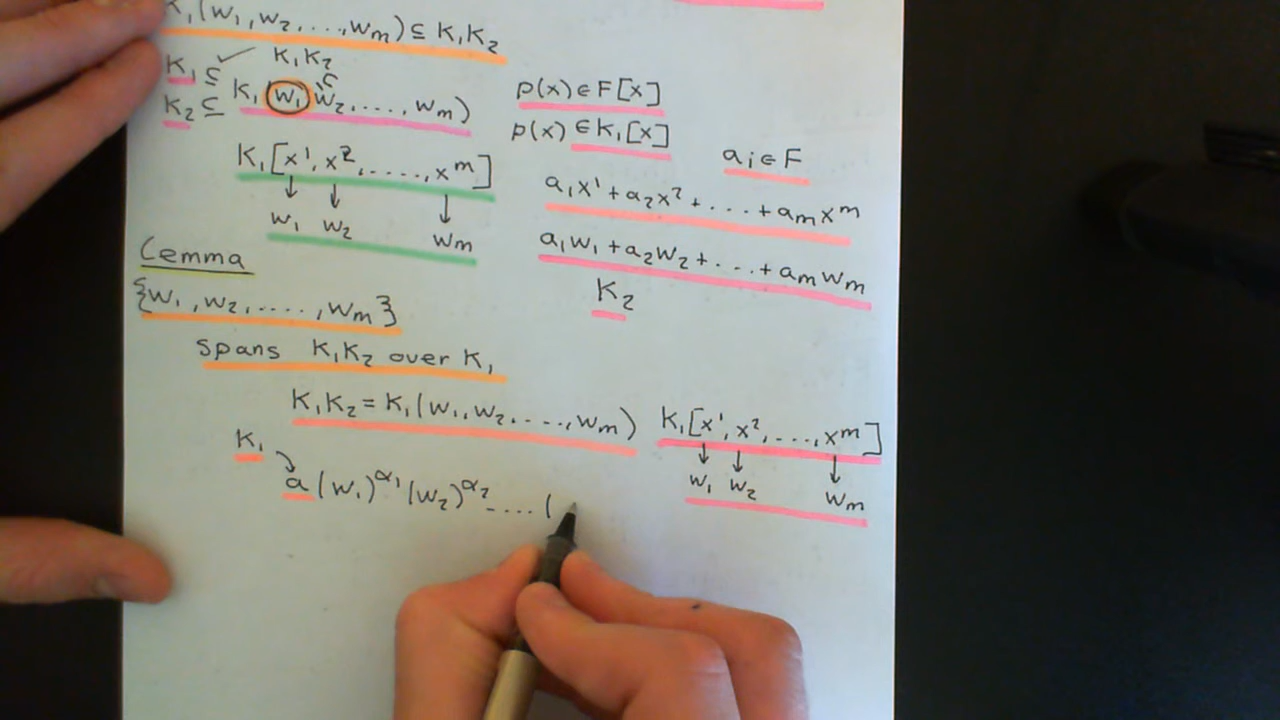 K₁(w₁,w₂,....,wₘ) ⊆ K₁K₂
K₁ ⊆ ✓ K₁K₂
⊆
K₂ ⊆ K₁(w₁,w₂,....,wₘ)
p(x) ∈ F[x]
p(x) ∈ K₁[x]
aᵢ ∈ F
K₁[x¹,x²,.....,xᵐ]
↓ ↓ ↓
w₁ w₂ wₘ
a₁x¹+a₂x²+...+aₘxᵐ
a₁w₁+a₂w₂+...+aₘwₘ
K₂
Lemma
{w₁,w₂,....,wₘ}
spans K₁K₂ over K₁
K₁K₂ = K₁(w₁,w₂,....,wₘ)
K₁[x¹,x²,....,xᵐ]
↓ ↓ ↓
w₁ w₂ wₘ
K₁
a(w₁)^α₁(w₂)^α₂.....(